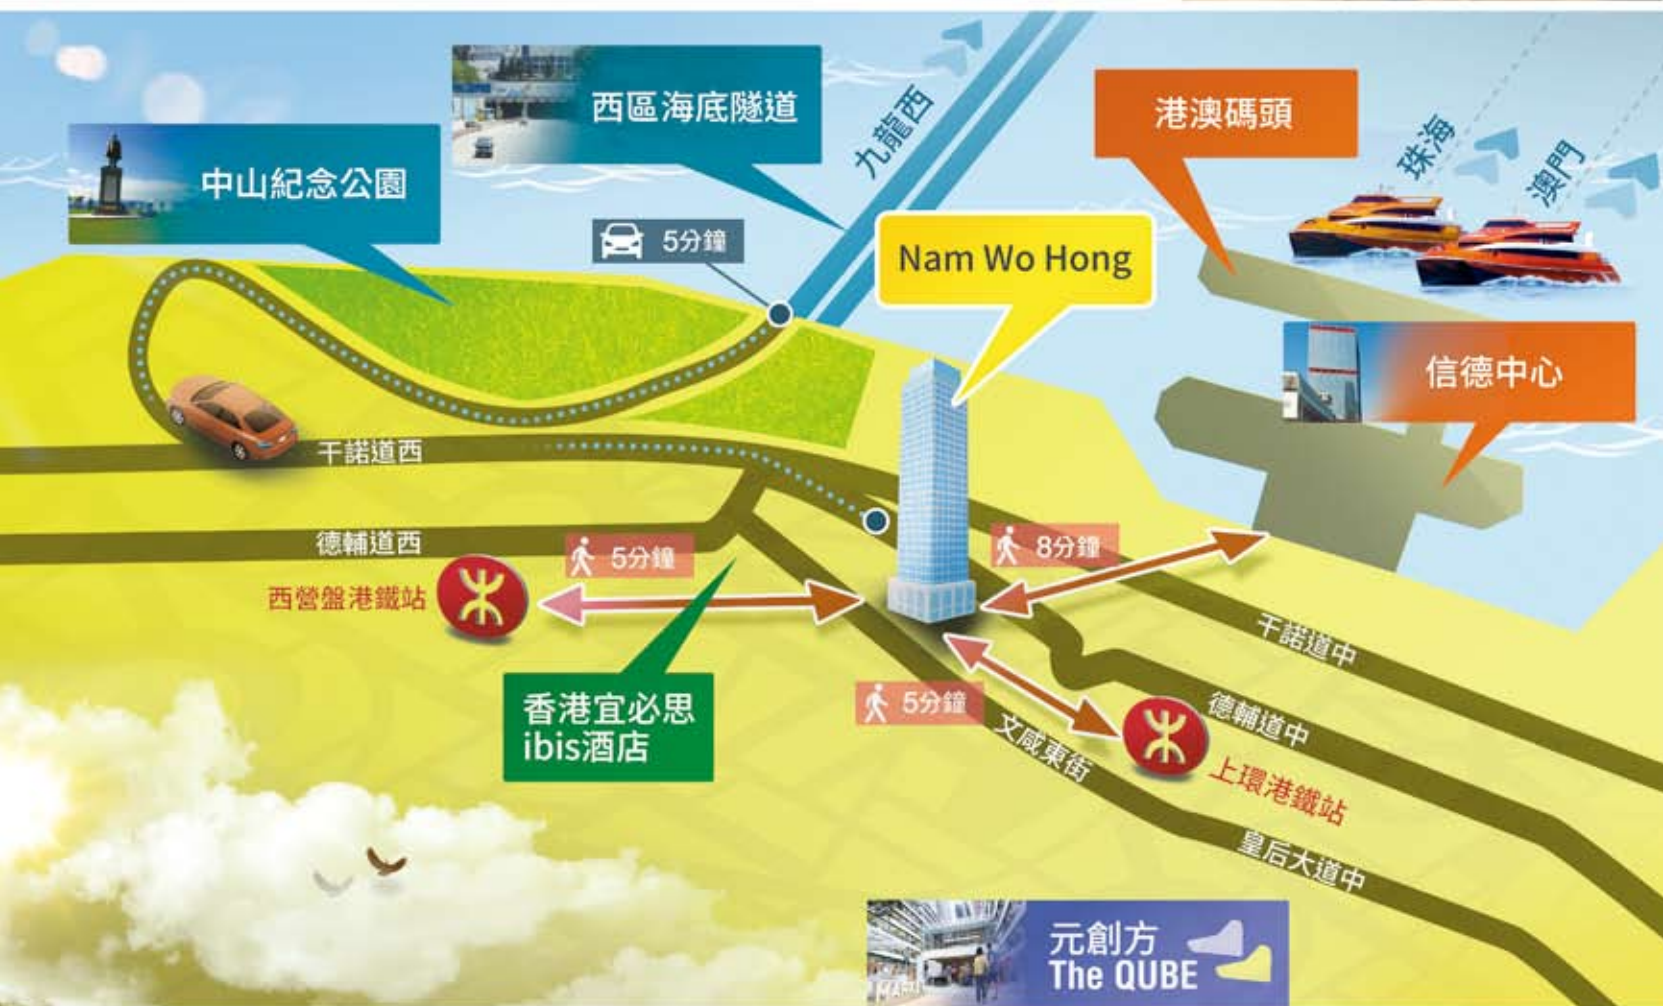 西區海底隧道
九龍西
港澳碼頭
珠海
澳門
中山紀念公園
5分鐘
Nam Wo Hong
信德中心
干諾道西
德輔道西
5分鐘
8分鐘
西營盤港鐵站
香港宜必思
ibis酒店
5分鐘
干諾道中
德輔道中
文咸東街
上環港鐵站
皇后大道中
元創方
The QUBE